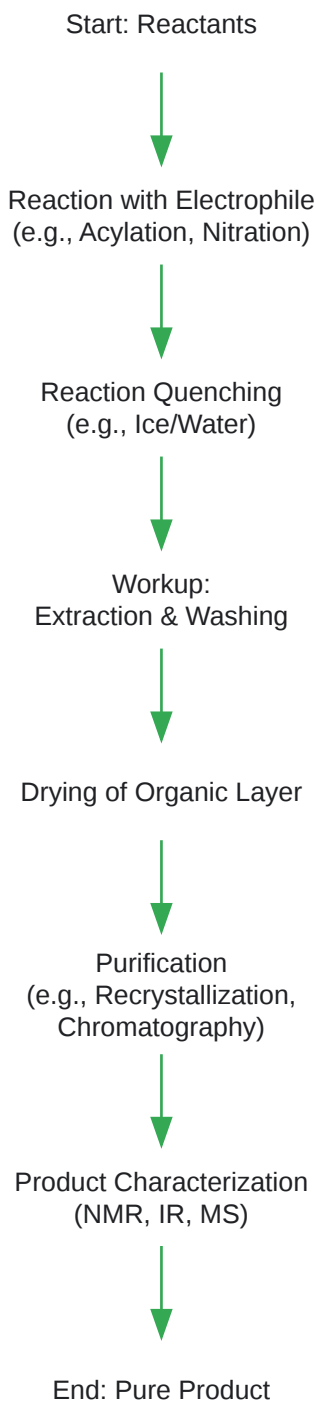 Start: Reactants
Reaction with Electrophile
(e.g., Acylation, Nitration)
Reaction Quenching
(e.g., Ice/Water)
Workup:
Extraction & Washing
Drying of Organic Layer
Purification
(e.g., Recrystallization,
Chromatography)
Product Characterization
(NMR, IR, MS)
End: Pure Product